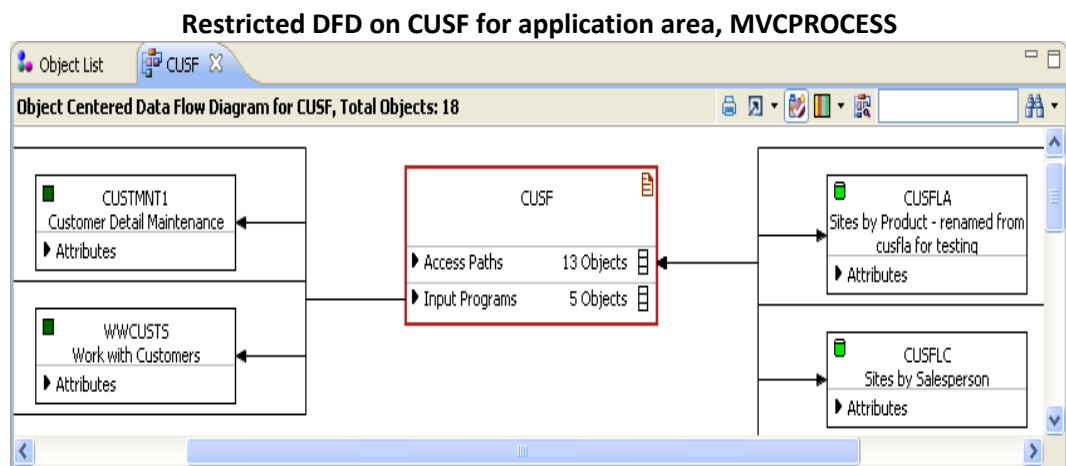 Restricted DFD on CUSF for application area, MVCPROCESS
Object List
CUSF
Object Centered Data Flow Diagram for CUSF, Total Objects: 18
CUSTMNT1
Customer Detail Maintenance
Attributes
WWCUSTS
Work with Customers
Attributes
CUSF
Access Paths 13 Objects
Input Programs 5 Objects
CUSFLA
Sites by Product - renamed from
cusfla for testing
Attributes
CUSFLC
Sites by Salesperson
Attributes